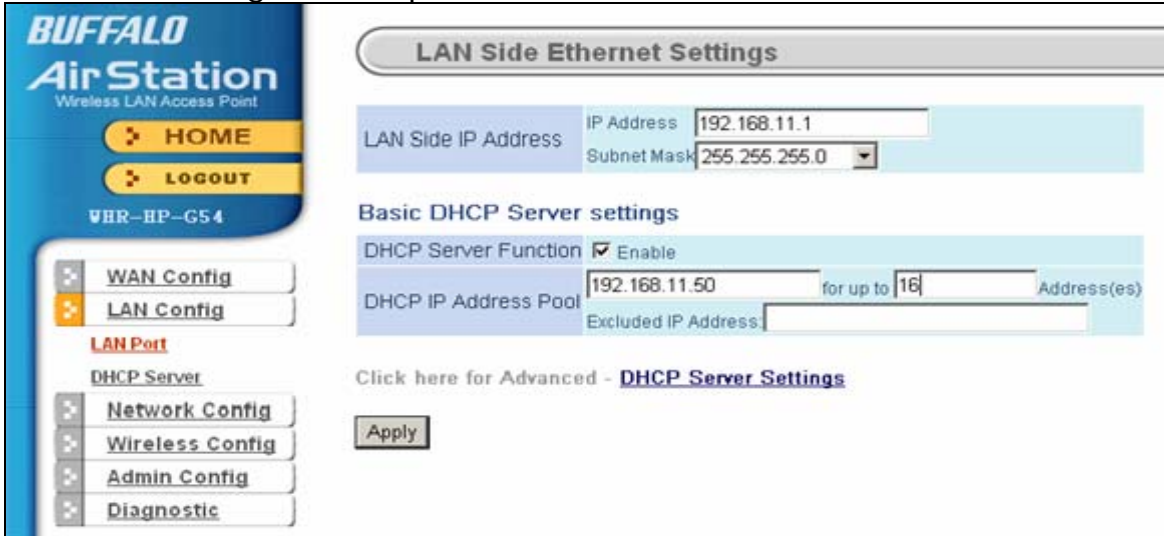 BUFFALO
AirStation
Wireless LAN Access Point
HOME
LOGOUT
WHR-HP-G54
WAN Config
LAN Config
LAN Port
DHCP Server
Network Config
Wireless Config
Admin Config
Diagnostic
LAN Side Ethernet Settings
LAN Side IP Address
IP Address 192.168.11.1
Subnet Mask 255.255.255.0
Basic DHCP Server settings
DHCP Server Function Enable
DHCP IP Address Pool
192.168.11.50 for up to 16 Address(es)
Excluded IP Address:
Click here for Advanced - DHCP Server Settings
Apply